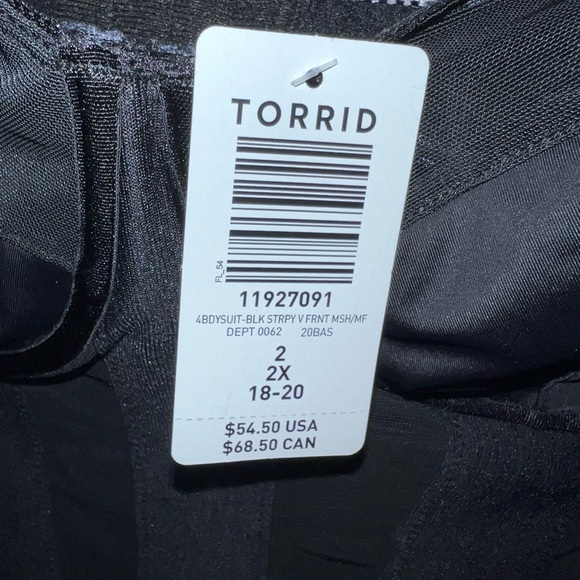 TORRID
FL_54
11927091
4BDYSUIT-BLK STRPY V FRNT MSH/MF
DEPT 0062 20BAS
2
2X
18-20
$54.50 USA
$68.50 CAN